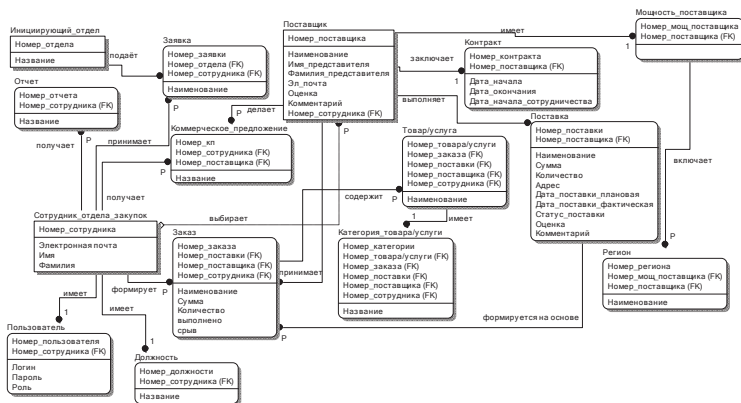 Инициирующий_отдел
Номер_отдела
Название
подаёт
Заявка
Номер_заявки
Номер_отдела (FK)
Номер_сотрудника (FK)
Наименование
Поставщик
Номер_поставщика
Наименование
Имя_представителя
Фамилия_представителя
Эл_почта
Оценка
Комментарий
Номер_сотрудника (FK)
имеет
1
Мощность_поставщика
Номер_мощ_поставщика
Номер_поставщика (FK)
заключает
1
Контракт
Номер_контракта
Номер_поставщика (FK)
Дата_начала
Дата_окончания
Дата_начала_сотрудничества
Отчет
Номер_отчета
Номер_сотрудника (FK)
Название
P
получает
принимает
P
делает
P
выполняет
P
Коммерческое_предложение
Номер_кп
Номер_сотрудника (FK)
Номер_поставщика (FK)
Название
P
получает
Товар/услуга
Номер_товара/услуги
Номер_заказа (FK)
Номер_поставки (FK)
Номер_поставщика (FK)
Номер_сотрудника (FK)
Наименование
Поставка
Номер_поставки
Номер_поставщика (FK)
Наименование
Сумма
Количество
Адрес
Дата_поставки_плановая
Дата_поставки_фактическая
Статус_поставки
Оценка
Комментарий
включает
P
содержит
P
1
имеет
Сотрудник_отдела_закупок
Номер_сотрудника
Электронная почта
Имя
Фамилия
выбирает
P
Заказ
Номер_заказа
Номер_поставки (FK)
Номер_поставщика (FK)
Номер_сотрудника (FK)
Наименование
Сумма
Количество
выполнено
срыв
принимает
P
формирует
P
Категория_товара/услуги
Номер_категории
Номер_товара/услуги (FK)
Номер_заказа (FK)
Номер_поставки (FK)
Номер_поставщика (FK)
Номер_сотрудника (FK)
Название
Регион
Номер_региона
Номер_мощ_поставщика (FK)
Номер_поставщика (FK)
Наименование
формируется на основе
P
имеет
1
имеет
1
Пользователь
Номер_пользователя
Номер_сотрудника (FK)
Логин
Пароль
Роль
Должность
Номер_должности
Номер_сотрудника (FK)
Название